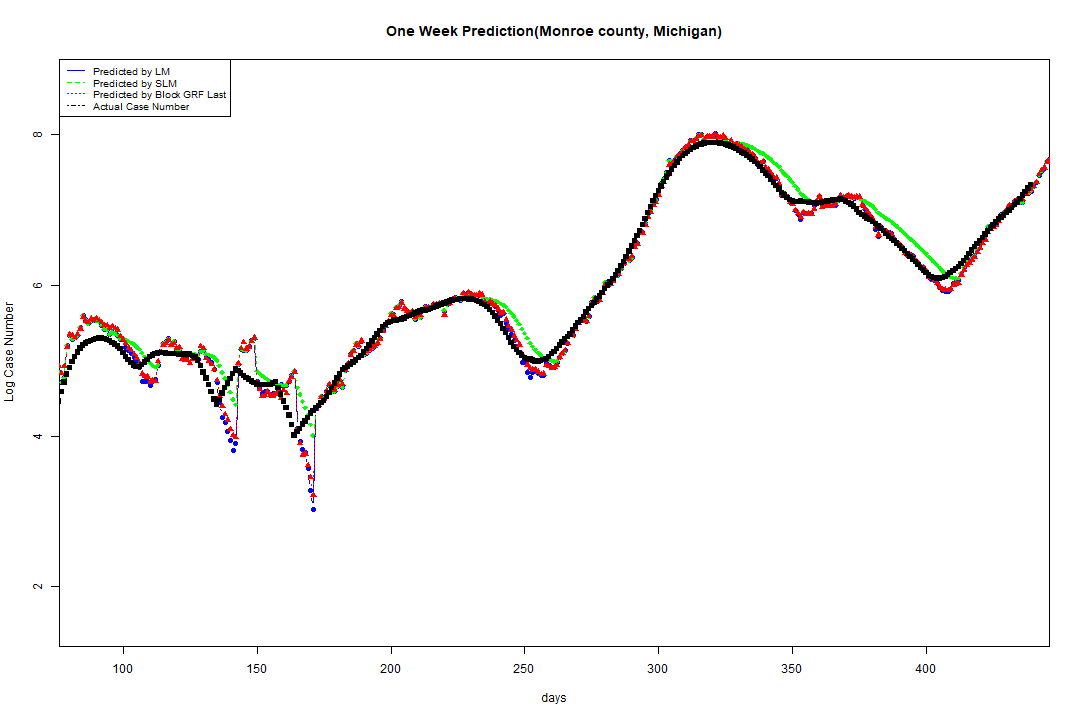 One Week Prediction(Monroe county, Michigan)
Predicted by LM
Predicted by SLM
Predicted by Block GRF Last
Actual Case Number
8
6
4
2
Log Case Number
100 150 200 250 300 350 400
days